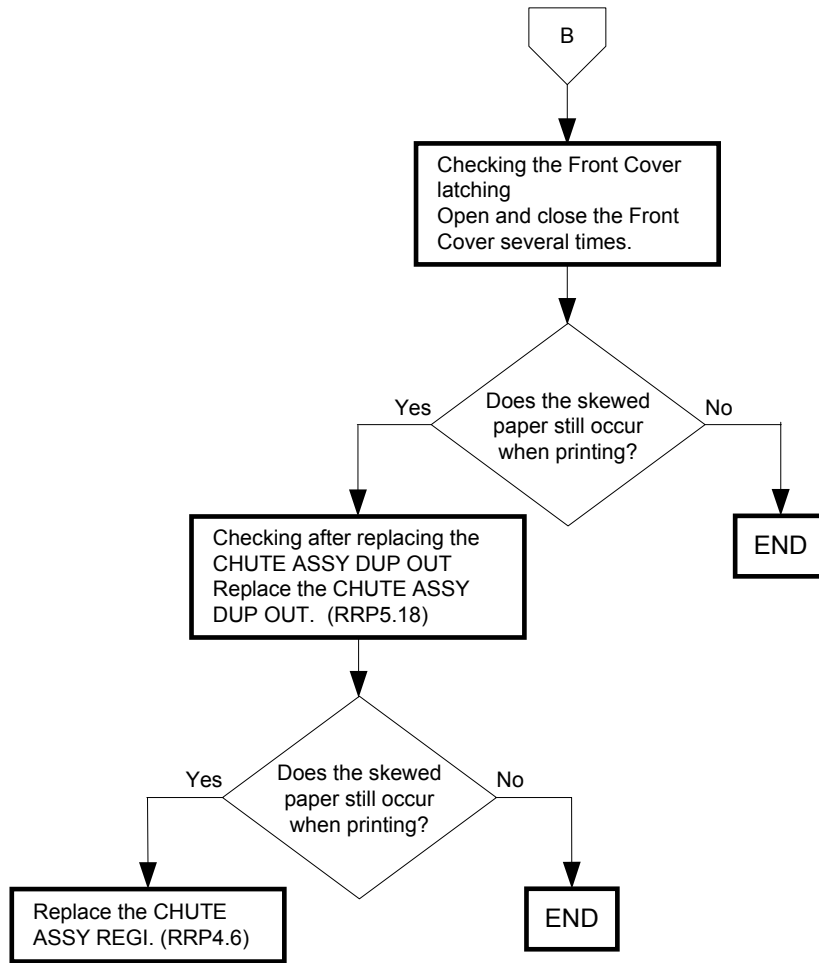 B
Checking the Front Cover
latching
Open and close the Front
Cover several times.
Yes
Does the skewed
paper still occur
when printing?
No
Checking after replacing the
CHUTE ASSY DUP OUT
Replace the CHUTE ASSY
DUP OUT.  (RRP5.18)
END
Yes
Does the skewed
paper still occur
when printing?
No
Replace the CHUTE
ASSY REGI. (RRP4.6)
END